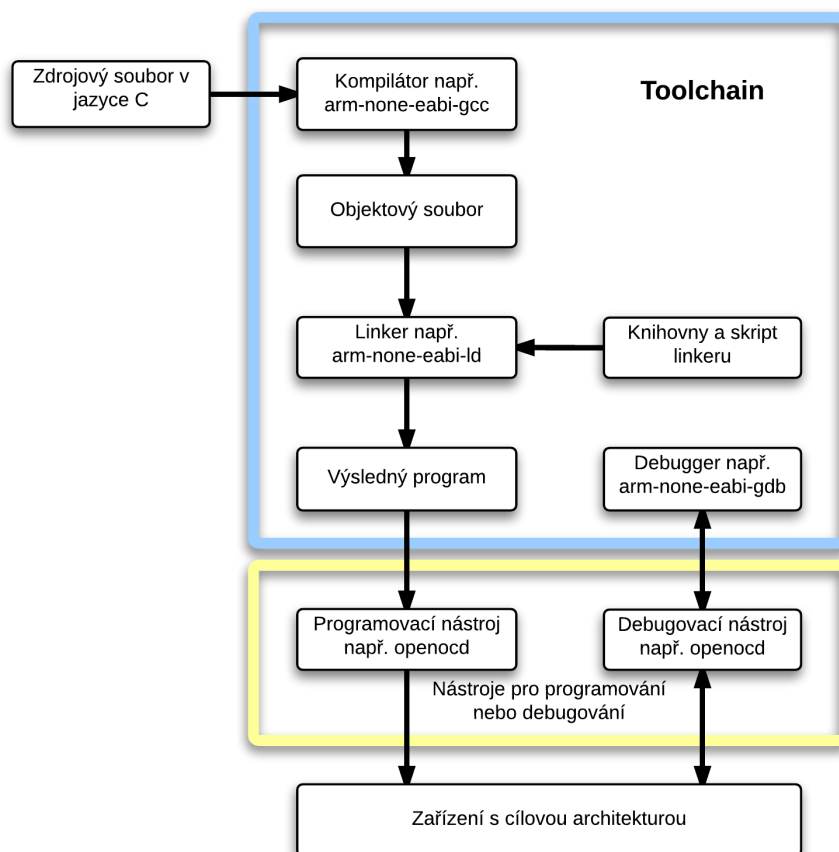 Zdrojový soubor v
jazyce C
Kompilátor např.
arm-none-eabi-gcc
Toolchain
Objektový soubor
Linker např.
arm-none-eabi-ld
Knihovny a skript
linkeru
Výsledný program
Debugger např.
arm-none-eabi-gdb
Programovací nástroj
např. openocd
Debugovací nástroj
např. openocd
Nástroje pro programování
nebo debugování
Zařízení s cílovou architekturou